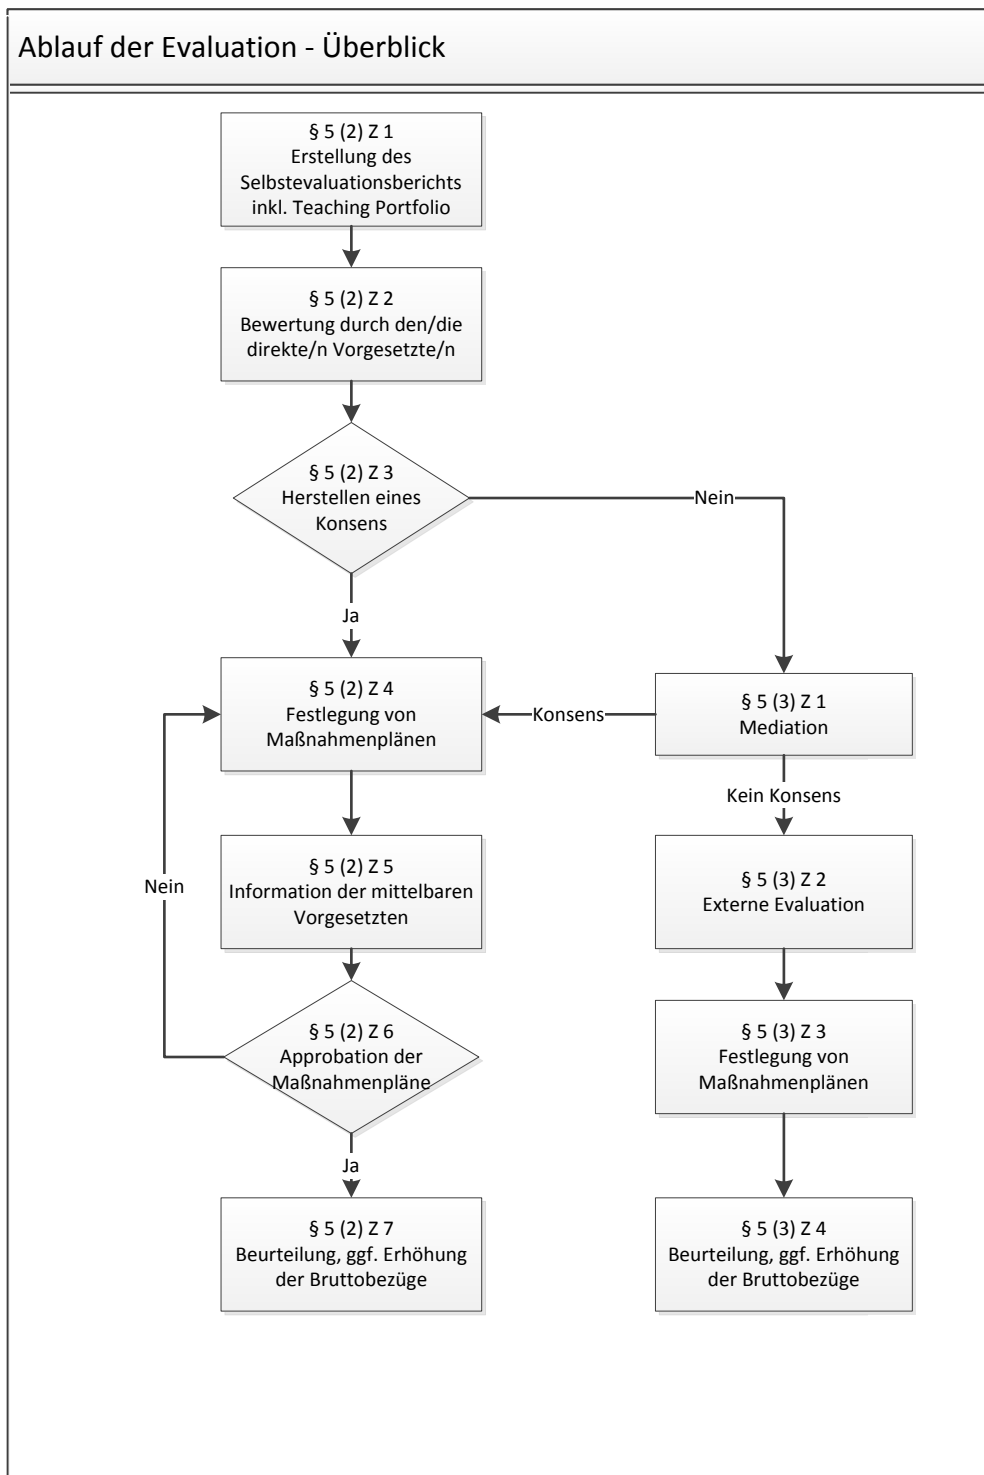 Ablauf der Evaluation - Überblick
§ 5 (2) Z 1
Erstellung des
Selbstevaluationsberichts
inkl. Teaching Portfolio
§ 5 (2) Z 2
Bewertung durch den/die
direkte/n Vorgesetzte/n
§ 5 (2) Z 3
Herstellen eines
Konsens
Nein
Ja
§ 5 (2) Z 4
Festlegung von
Maßnahmenplänen
Konsens
§ 5 (3) Z 1
Mediation
Kein Konsens
§ 5 (2) Z 5
Information der mittelbaren
Vorgesetzten
Nein
§ 5 (3) Z 2
Externe Evaluation
§ 5 (2) Z 6
Approbation der
Maßnahmenpläne
§ 5 (3) Z 3
Festlegung von
Maßnahmenplänen
Ja
§ 5 (2) Z 7
Beurteilung, ggf. Erhöhung
der Bruttobezüge
§ 5 (3) Z 4
Beurteilung, ggf. Erhöhung
der Bruttobezüge